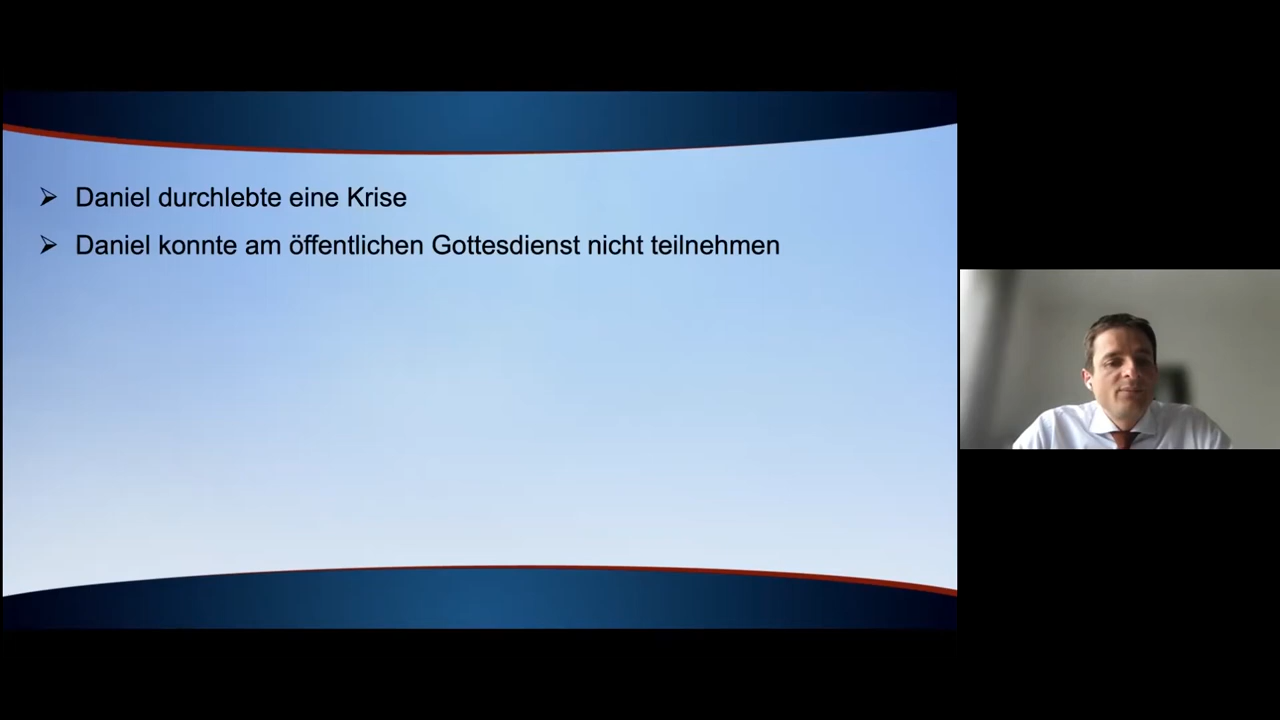 Daniel durchlebte eine Krise
Daniel konnte am öffentlichen Gottesdienst nicht teilnehmen